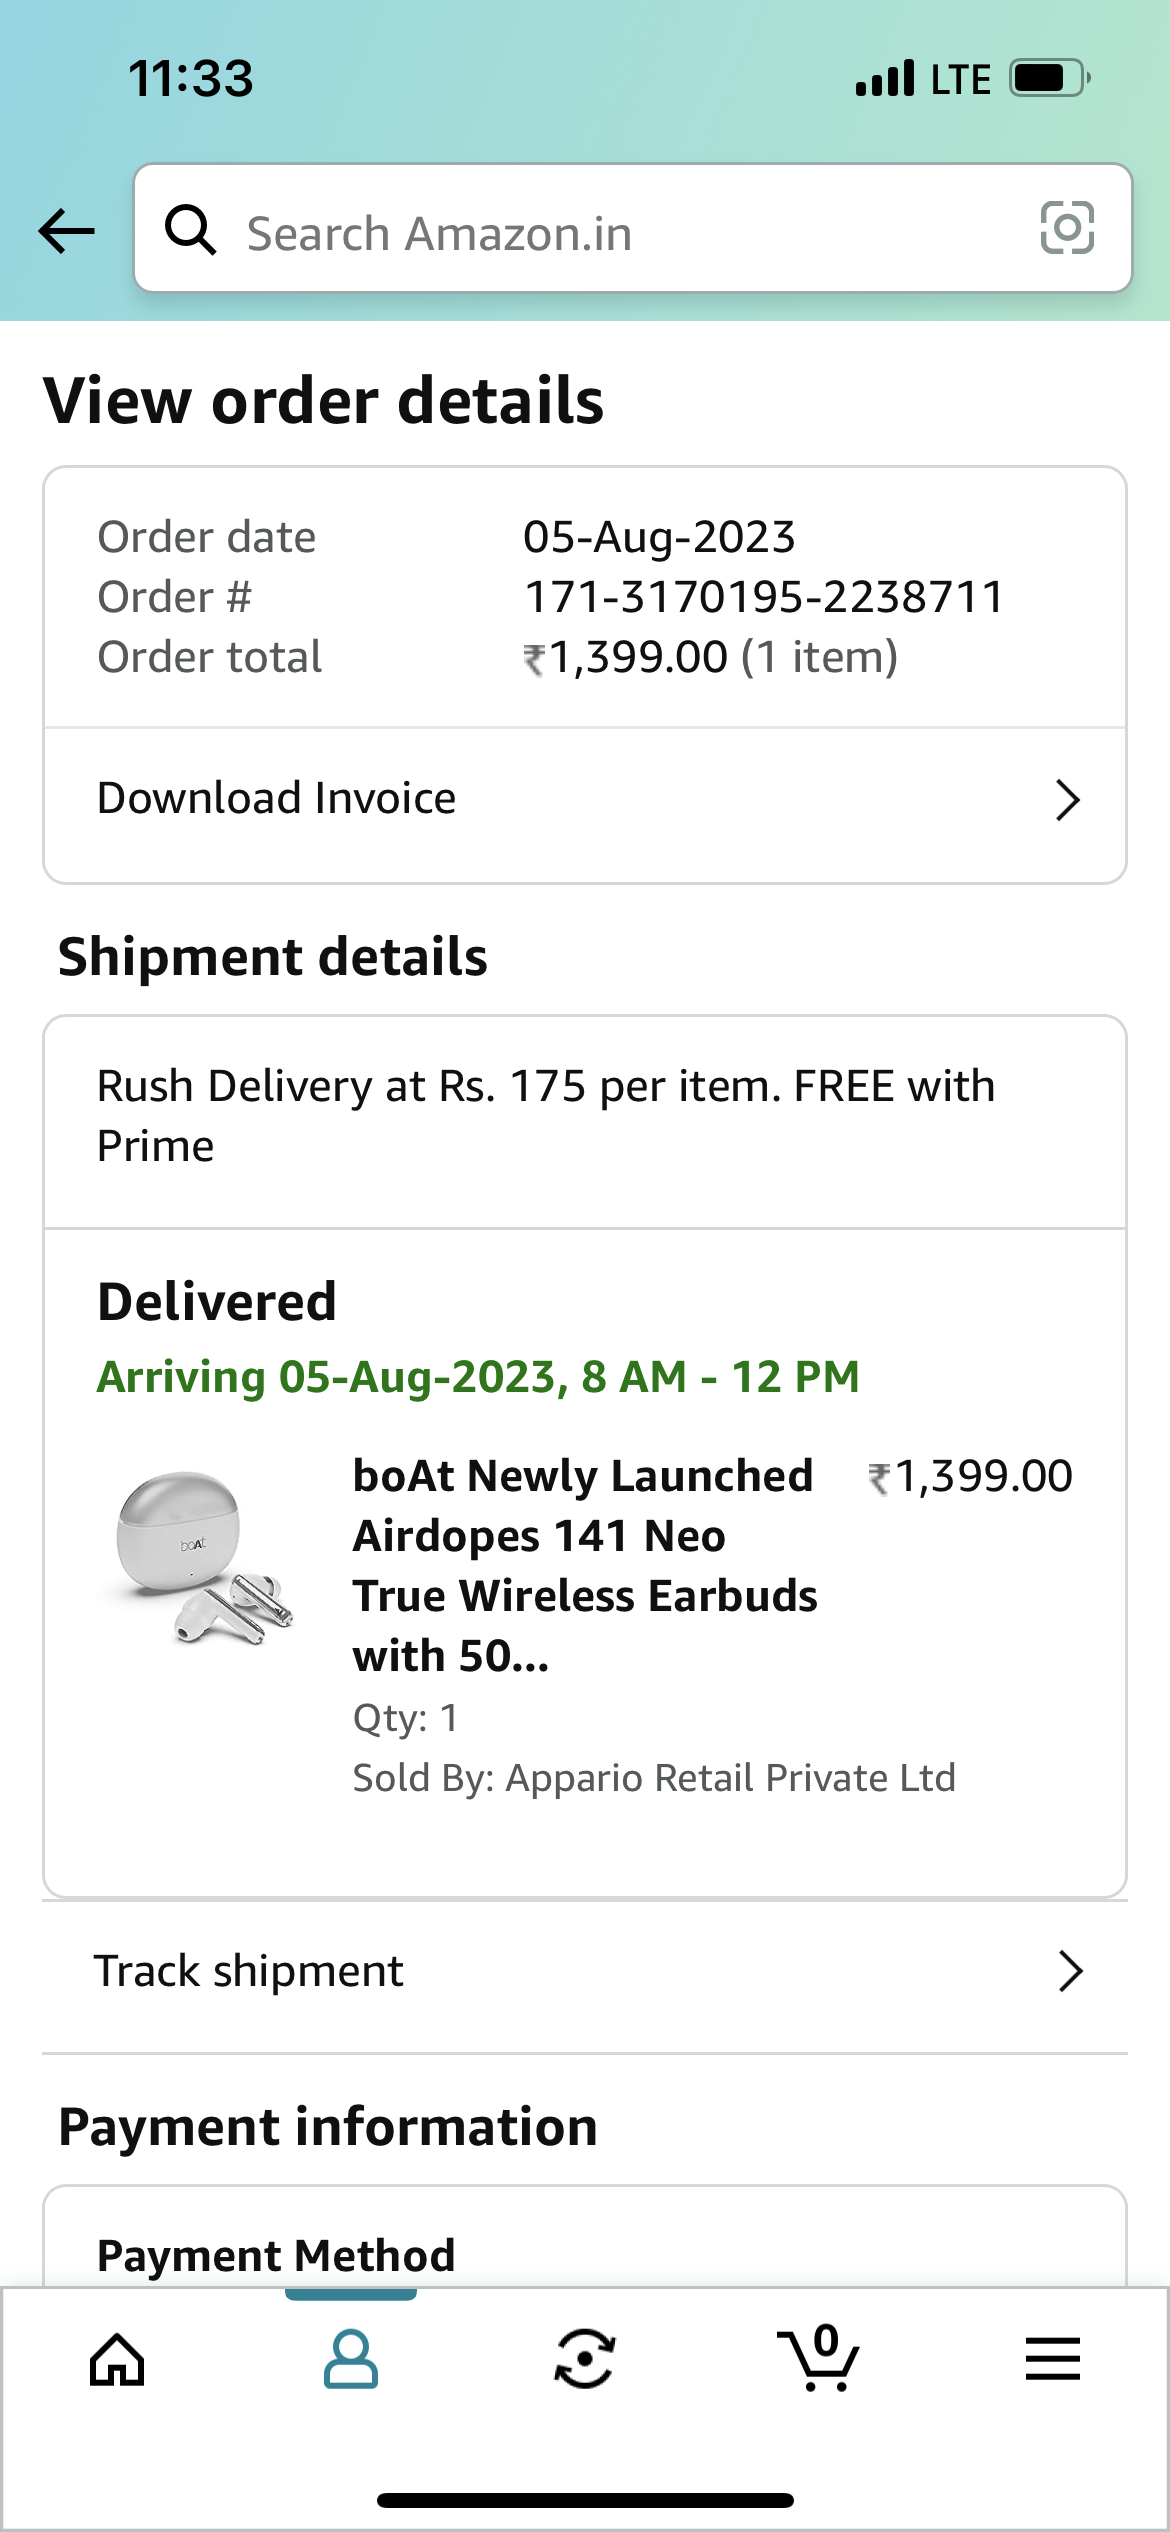 11:33
LTE
Search Amazon.in
View order details
Order date 05-Aug-2023
Order # 171-3170195-2238711
Order total ₹1,399.00 (1 item)
Download Invoice
Shipment details
Rush Delivery at Rs. 175 per item. FREE with
Prime
Delivered
Arriving 05-Aug-2023, 8 AM - 12 PM
boAt
boAt Newly Launched ₹1,399.00
Airdopes 141 Neo
True Wireless Earbuds
with 50...
Qty: 1
Sold By: Appario Retail Private Ltd
Track shipment
Payment information
Payment Method
0